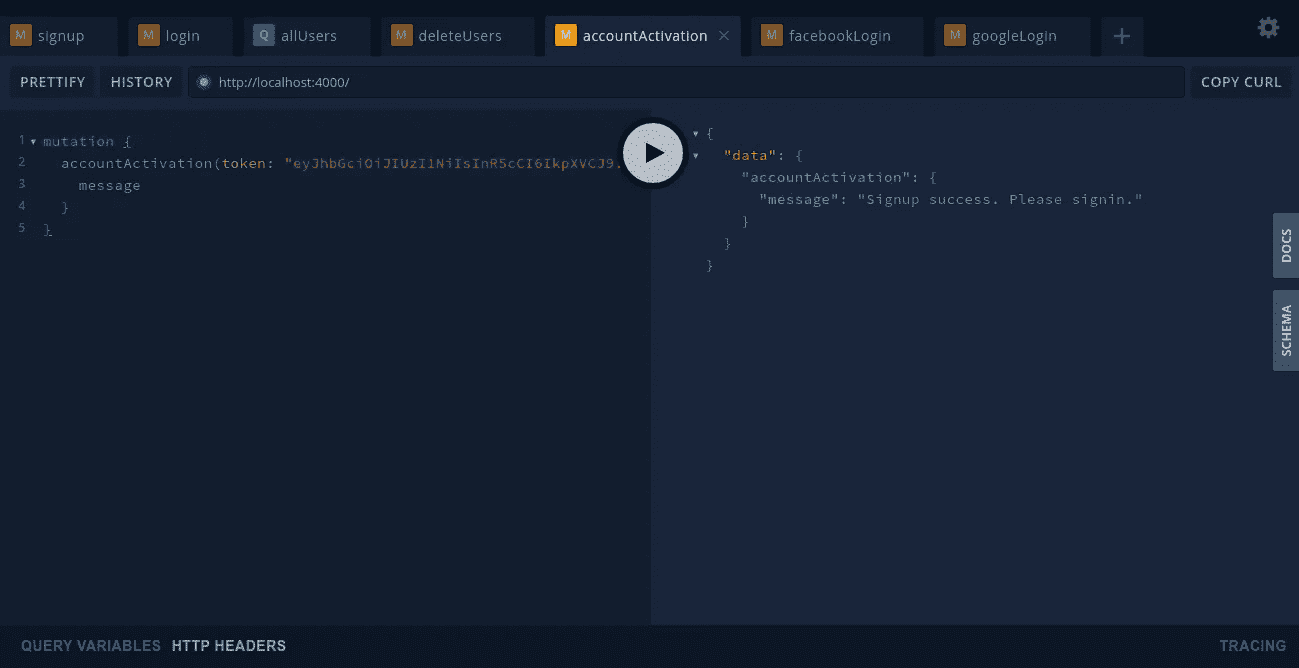 M signup M login Q allUsers M deleteUsers M accountActivation × M facebookLogin M googleLogin +
PRETTIFY HISTORY http://localhost:4000/ COPY CURL
1 mutation {
2 accountActivation(token: "eyJhbGciOiJIUzI1NiIsInR5cCI6IkpXVCJ9.
3 message
4 }
5 }
{
"data": {
"accountActivation": {
"message": "Signup success. Please signin."
}
}
}
DOCS
SCHEMA
QUERY VARIABLES HTTP HEADERS TRACING